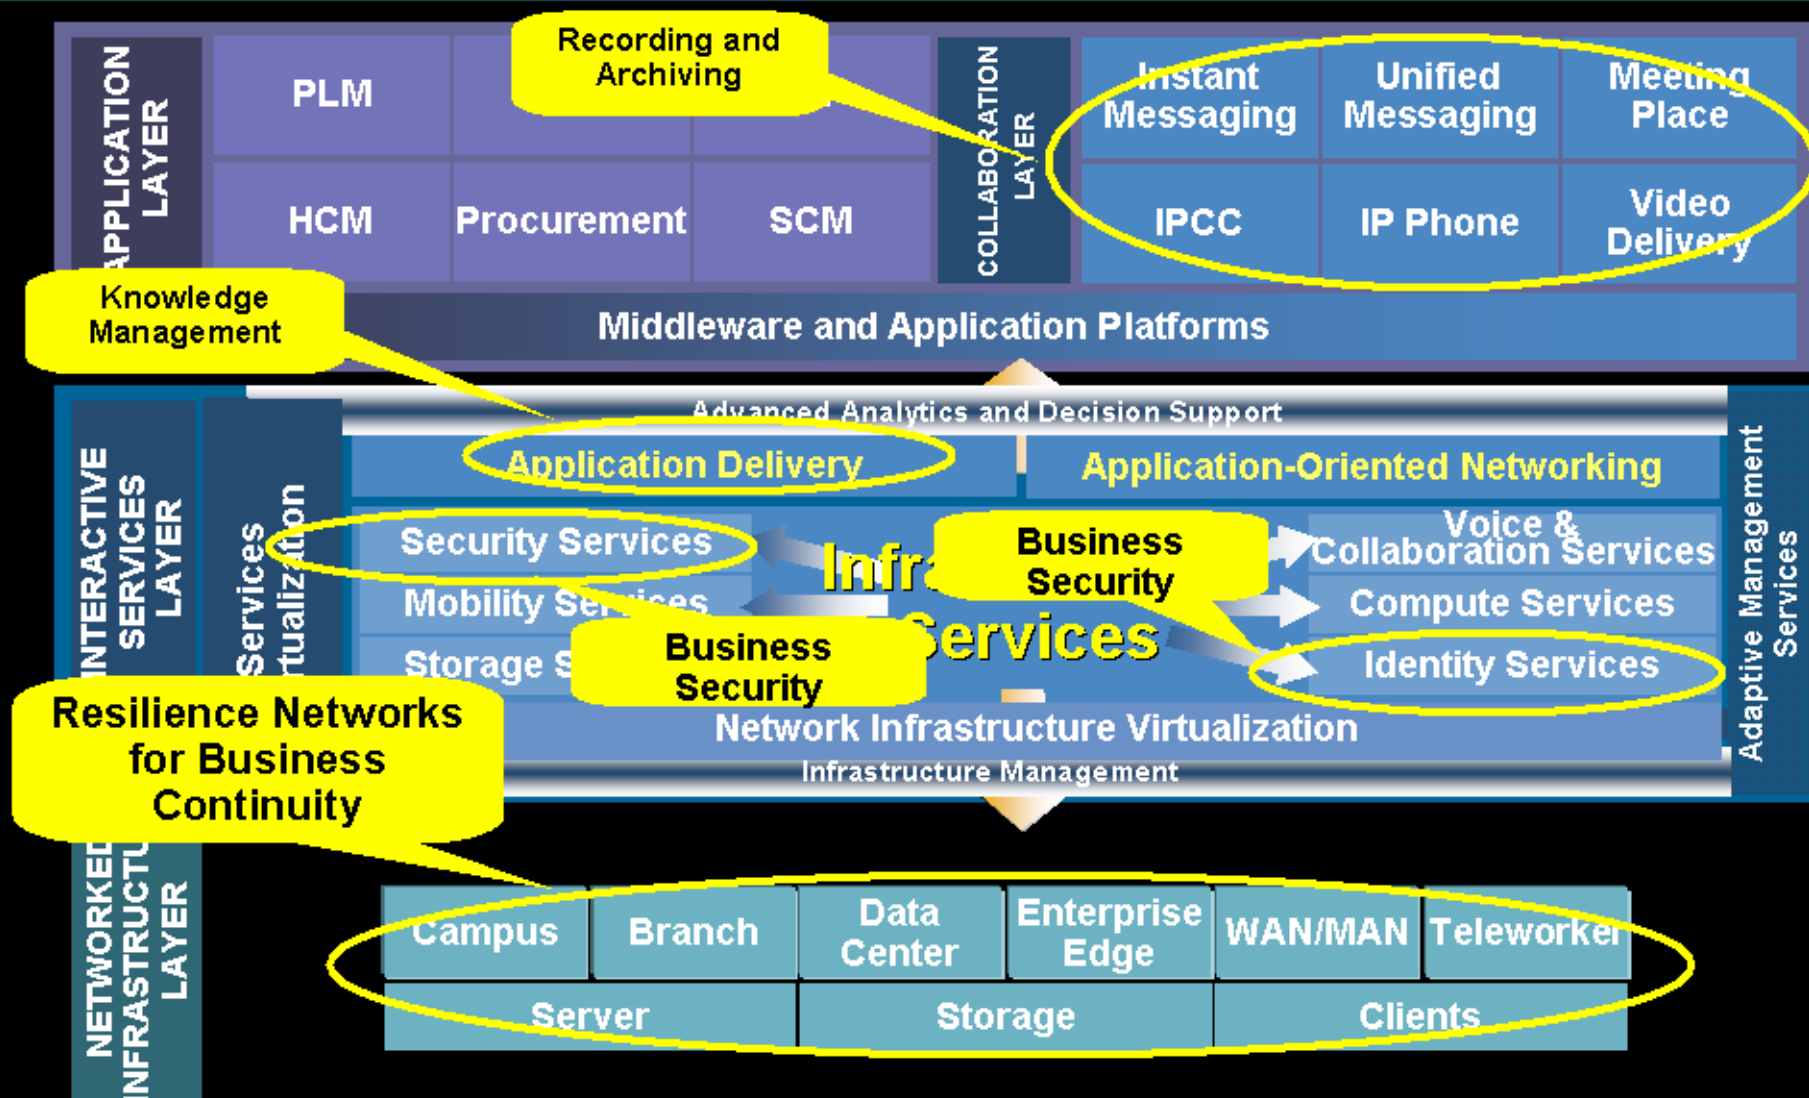 APPLICATION
LAYER
PLM
Recording and
Archiving
HCM
Procurement
SCM
COLLABORATION
LAYER
Instant
Messaging
Unified
Messaging
Meeting
Place
IPCC
IP Phone
Video
Delivery
Knowledge
Management
Middleware and Application Platforms
INTERACTIVE
SERVICES
LAYER
Services
rtualization
Advanced Analytics and Decision Support
Application Delivery
Application-Oriented Networking
Security Services
Mobility Services
Storage S
Infra
Services
Business
Security
Business
Security
Voice &
Collaboration Services
Compute Services
Identity Services
Adaptive Management
Services
Network Infrastructure Virtualization
Infrastructure Management
Resilience Networks
for Business
Continuity
NETWORKED
INFRASTRUCTU
LAYER
Campus
Branch
Data
Center
Enterprise
Edge
WAN/MAN
Teleworker
Server
Storage
Clients